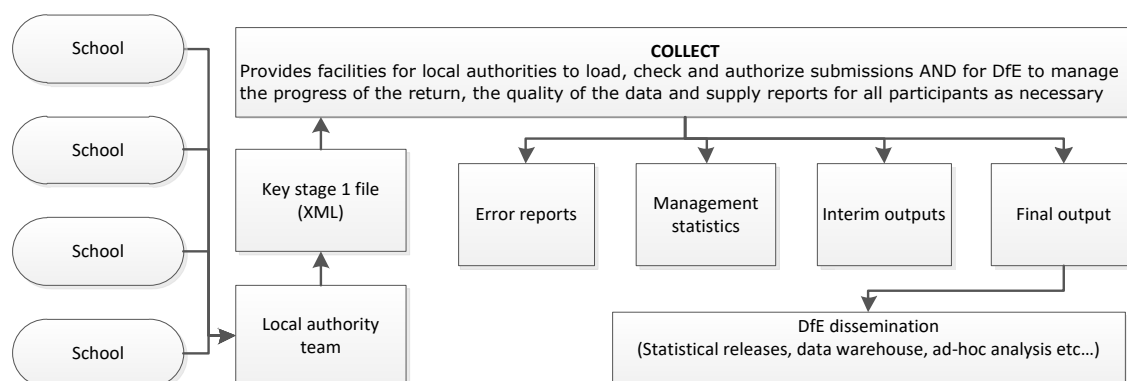 School
School
School
School
COLLECT
Provides facilities for local authorities to load, check and authorize submissions AND for DfE to manage
the progress of the return, the quality of the data and supply reports for all participants as necessary
Key stage 1 file
(XML)
Local authority
team
Error reports
Management
statistics
Interim outputs
Final output
DfE dissemination
(Statistical releases, data warehouse, ad-hoc analysis etc...)